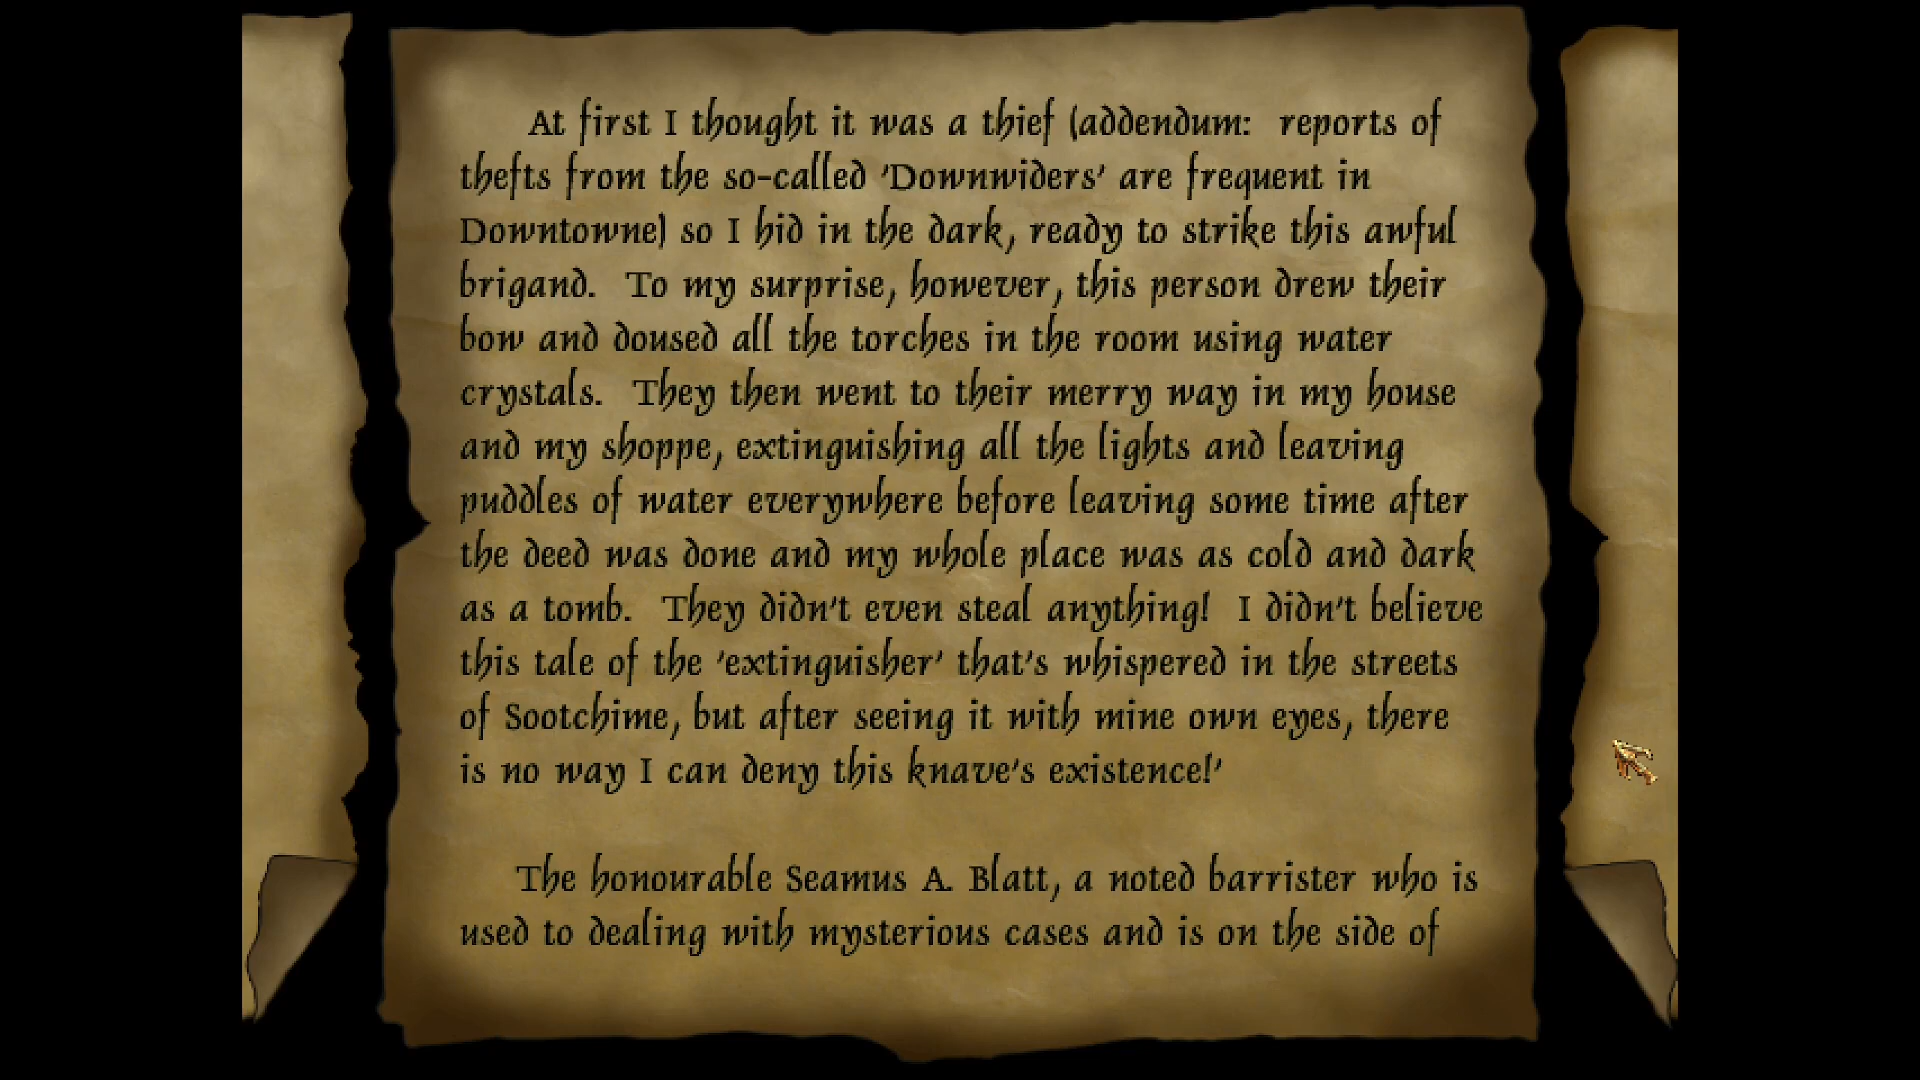 At first I thought it was a thief (addendum:  reports of
thefts from the so-called 'Downwiders' are frequent in
Downtowne) so I hid in the dark, ready to strike this awful
brigand.  To my surprise, however, this person drew their
bow and doused all the torches in the room using water
crystals.  They then went to their merry way in my house
and my shoppe, extinguishing all the lights and leaving
puddles of water everywhere before leaving some time after
the deed was done and my whole place was as cold and dark
as a tomb.  They didn't even steal anything!  I didn't believe
this tale of the 'extinguisher' that's whispered in the streets
of Sootchime, but after seeing it with mine own eyes, there
is no way I can deny this knave's existence!'
The honourable Seamus A. Blatt, a noted barrister who is
used to dealing with mysterious cases and is on the side of